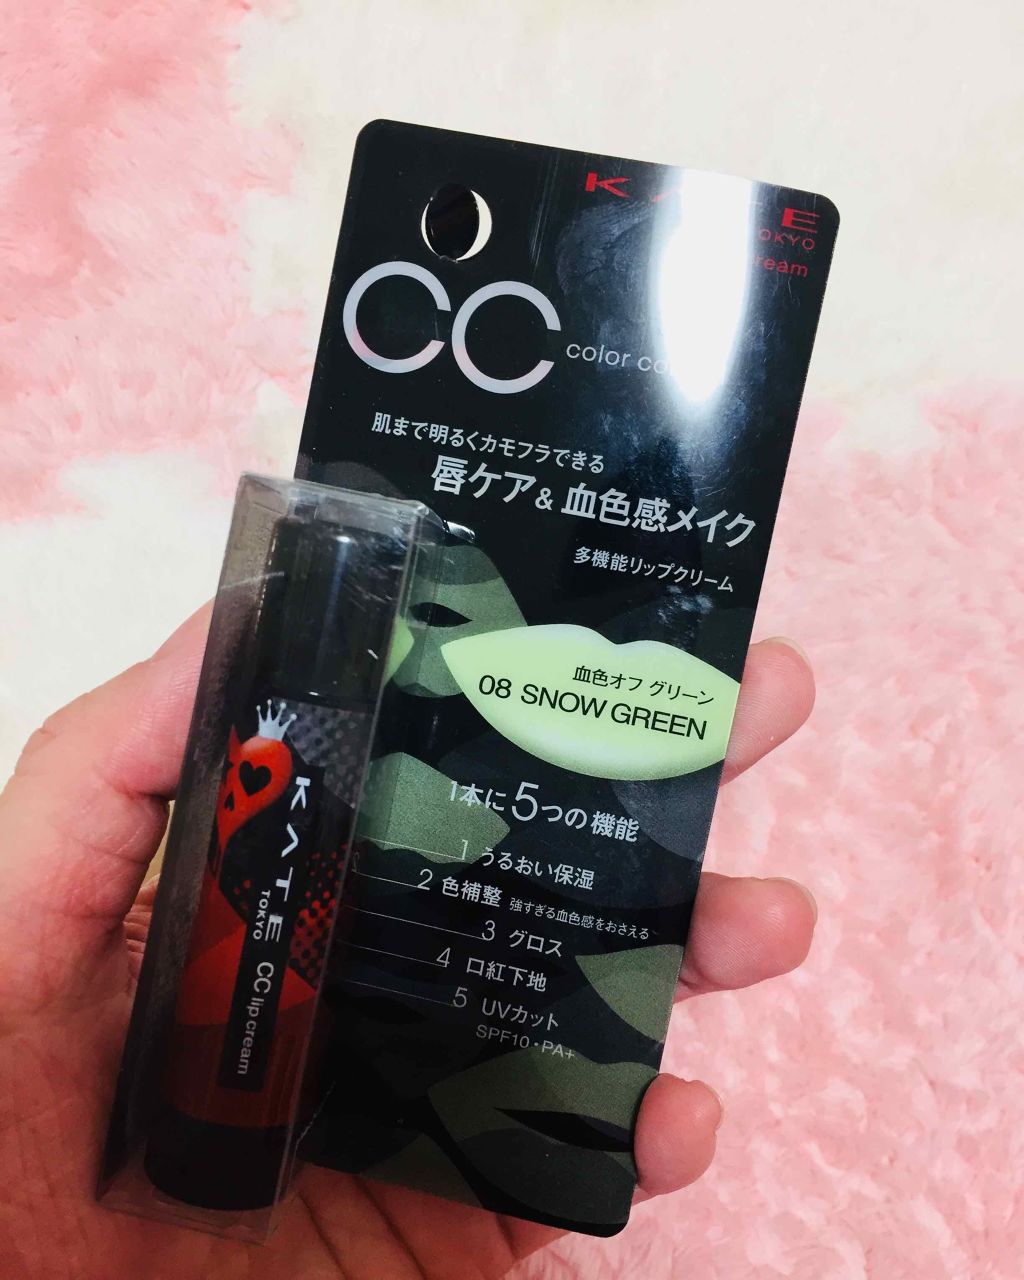 OKYO
CC
color
肌まで明るくカモフラできる
唇ケア&血色感メイク
多機能リップクリーム
血色オフ グリーン
08 SNOW GREEN
1本に5つの機能
1 うるおい保湿
2 色補整 強すぎる血色感をおさえる
3 グロス
4 口紅下地
5 UVカット
SPF10・PA+
KATE
TOKYO
CC lip cream